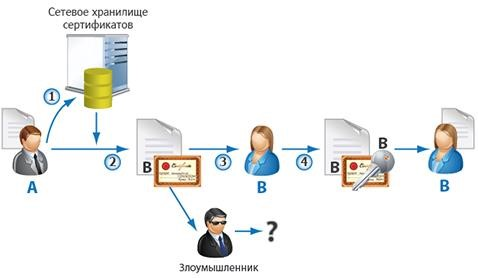 Сетевое хранилище
сертификатов
1
A
2
B
3
B
4
B
B
B
Злоумышленник
?